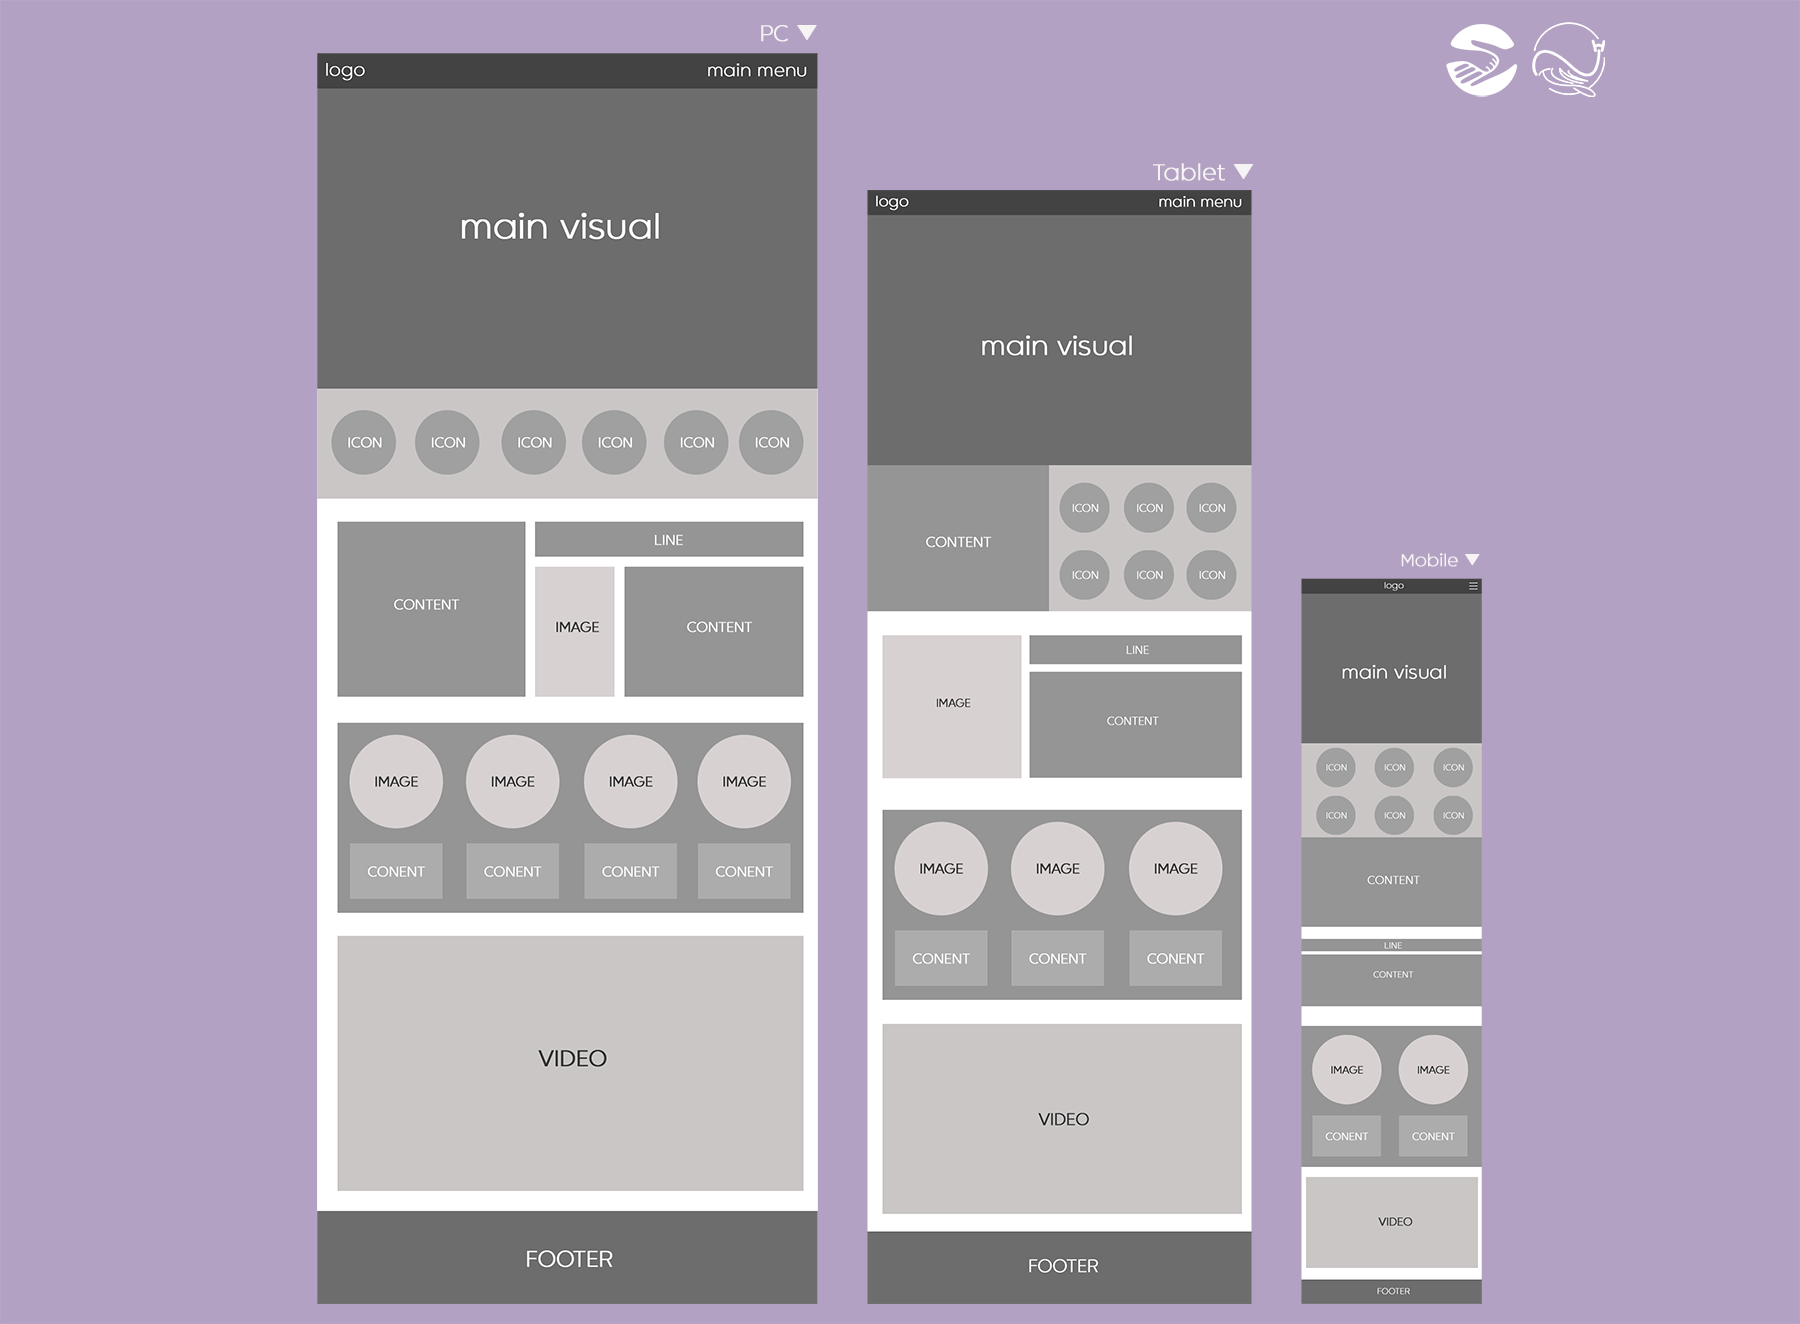 PC ▼
logo main menu
main visual
ICON ICON ICON ICON ICON ICON
LINE
CONTENT
IMAGE CONTENT
IMAGE IMAGE IMAGE IMAGE
CONENT CONENT CONENT CONENT
VIDEO
FOOTER
Tablet ▼
logo main menu
main visual
CONTENT
ICON ICON ICON
ICON ICON ICON
LINE
IMAGE
CONTENT
IMAGE IMAGE IMAGE
CONENT CONENT CONENT
VIDEO
FOOTER
Mobile ▼
logo
main visual
ICON ICON ICON
ICON ICON ICON
CONTENT
LINE
CONTENT
IMAGE IMAGE
CONENT CONENT
VIDEO
FOOTER